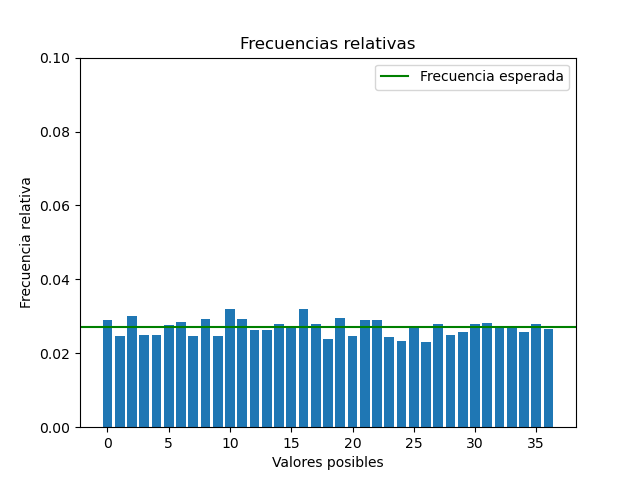 Frecuencias relativas
Frecuencia esperada
0.10
0.08
0.06
0.04
0.02
0.00
Frecuencia relativa
0 5 10 15 20 25 30 35
Valores posibles